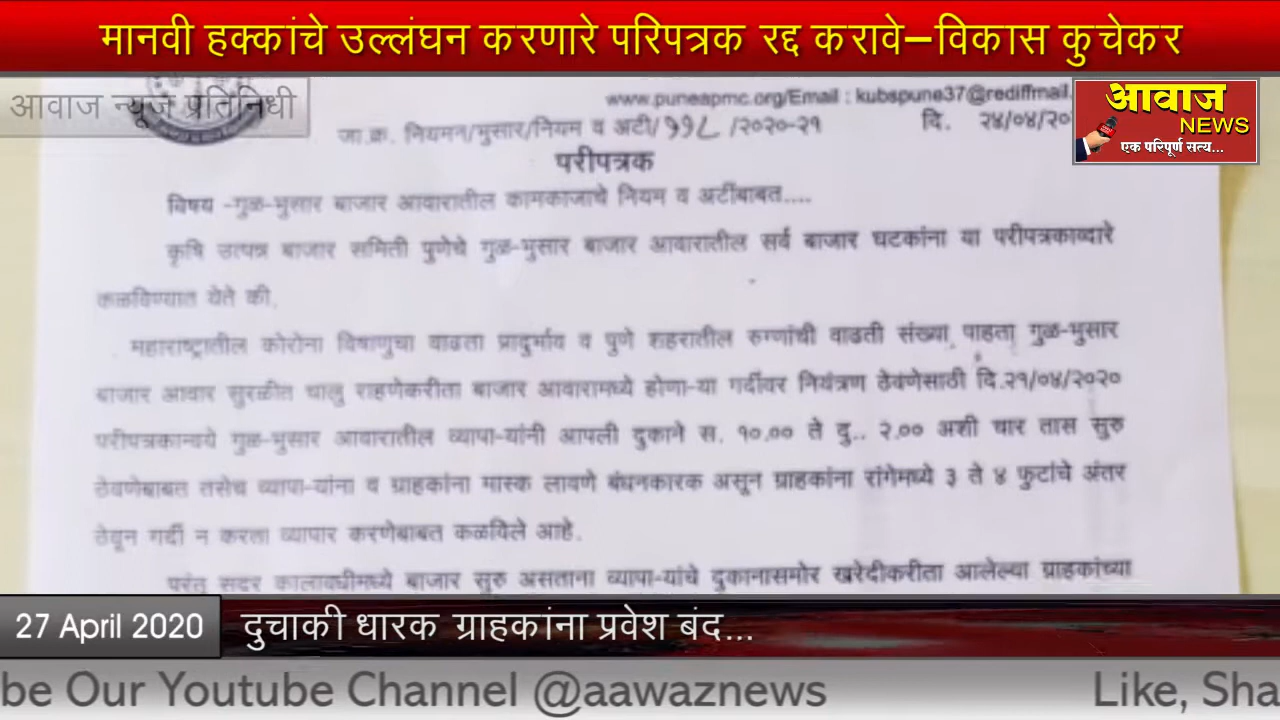 मानवी हक्कांचे उल्लंघन करणारे परिपत्रक रद्द करावे–विकास कुचेकर
आवाज न्यूज प्रतिनिधी
www.puneapmc.org/Email : kubspune37@rediffmail.
आवाज
NEWS
एक परिपूर्ण सत्य...
जा.क्र. नियमन/भुसार/नियम व अटी/११८ /२०२०-२१ दि. २४/०४/२०
परीपत्रक
विषय -गुळ-भुसार बाजार आवारातील कामकाजाचे नियम व अटींबाबत....
कृषि उत्पन्न बाजार समिती पुणेचे गुळ-भुसार बाजार आवारातील सर्व बाजार घटकांना या परीपत्रकाव्दारे
कळविण्यात येते की,
महाराष्ट्रातील कोरोना विषाणुचा वाढता प्रादुर्भाव व पुणे शहरातील रुग्णांची वाढती संख्या पाहता गुळ-भुसार
बाजार आवार सुरळीत चालु राहणेकरीता बाजार आवारामध्ये होणा-या गर्दीवर नियंत्रण ठेवणेसाठी दि.२१/०४/२०२०
परीपत्रकान्वये गुळ-भुसार आवारातील व्यापा-यांनी आपली दुकाने स. १०.०० ते दु.. २.०० अशी चार तास सुरु
ठेवणेबाबत तसेच व्यापा-यांना व ग्राहकांना मास्क लावणे बंधनकारक असून ग्राहकांना रांगेमध्ये ३ ते ४ फुटांचे अंतर
ठेवून गर्दी न करता व्यापार करणेबाबत कळविले आहे.
परंतु सदर कालावधीमध्ये बाजार सुरु असताना व्यापा-यांचे दुकानासमोर खरेदीकरीता आलेल्या ग्राहकांच्या
27 April 2020 दुचाकी धारक ग्राहकांना प्रवेश बंद...
be Our Youtube Channel @aawaznews Like, Sha